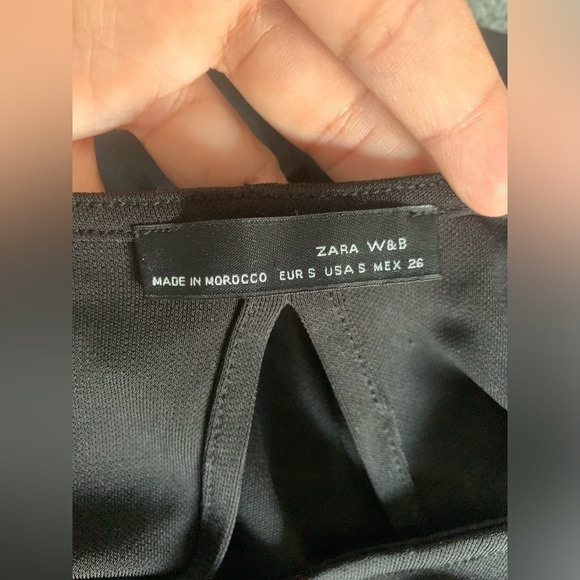 ZARA W&B
MADE IN MOROCCO EUR S USA S MEX 26